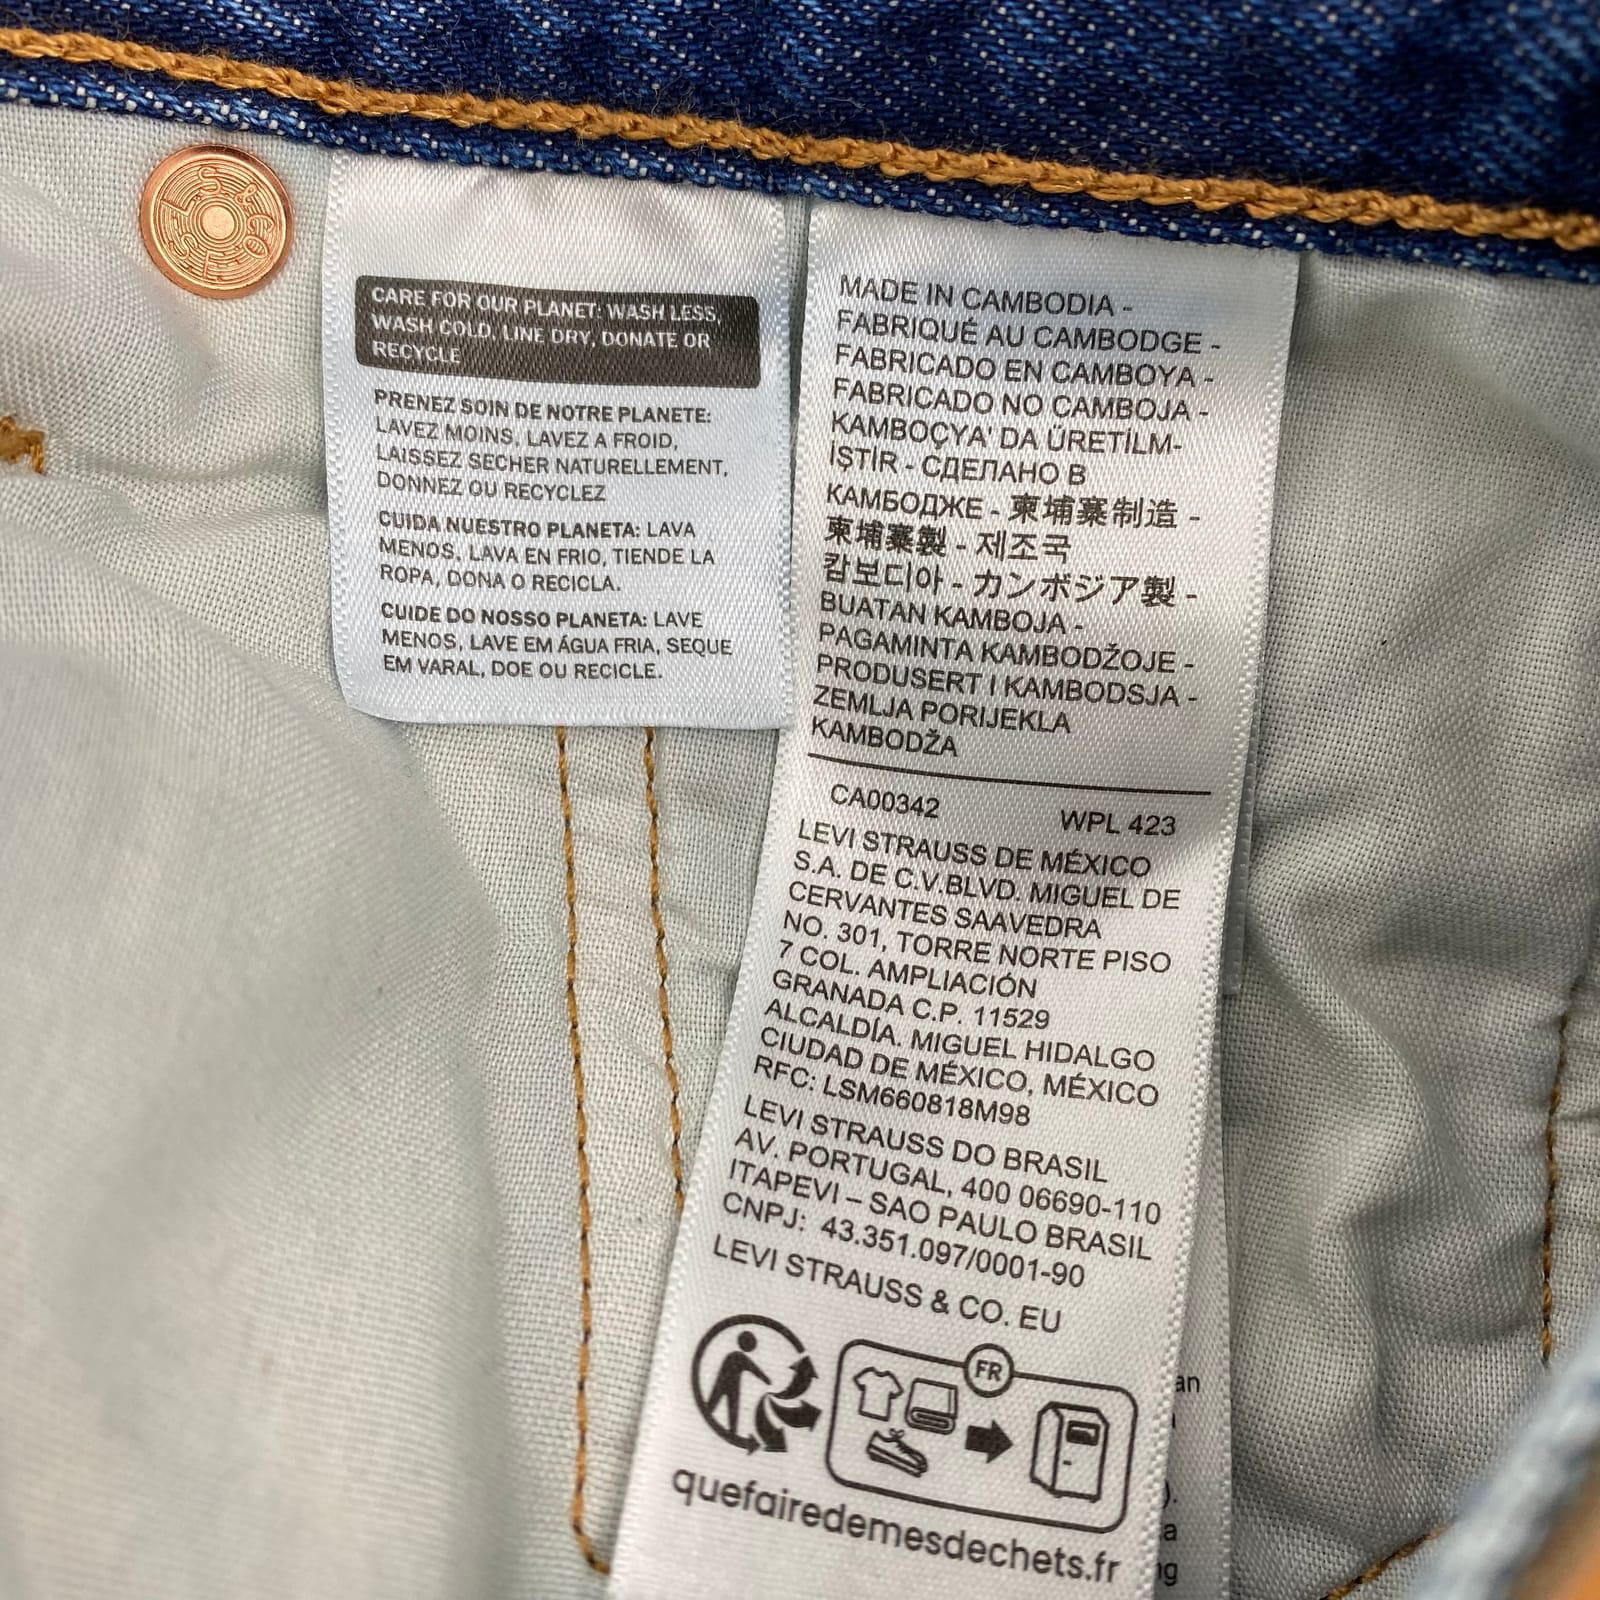 LEVI STRAUSS
CARE FOR OUR PLANET: WASH LESS,
WASH COLD, LINE DRY, DONATE OR
RECYCLE
PRENEZ SOIN DE NOTRE PLANETE:
LAVEZ MOINS, LAVEZ A FROID,
LAISSEZ SECHER NATURELLEMENT,
DONNEZ OU RECYCLEZ
CUIDA NUESTRO PLANETA: LAVA
MENOS, LAVA EN FRIO, TIENDE LA
ROPA, DONA O RECICLA.
CUIDE DO NOSSO PLANETA: LAVE
MENOS, LAVE EM ÁGUA FRIA, SEQUE
EM VARAL, DOE OU RECICLE.
MADE IN CAMBODIA -
FABRIQUÉ AU CAMBODGE -
FABRICADO EN CAMBOYA -
FABRICADO NO CAMBOJA -
KAMBOÇYA' DA ÜRETİLM-
İŞTİR - СДЕЛАНО В
КАМБОДЖЕ - 柬埔寨制造 -
柬埔寨製 - 제조국
캄보디아 - カンボジア製 -
BUATAN KAMBOJA -
PAGAMINTA KAMBODŽOJE -
PRODUSERT I KAMBODSJA -
ZEMLJA PORIJEKLA
KAMBODŽA
CA00342 WPL 423
LEVI STRAUSS DE MÉXICO
S.A. DE C.V.BLVD. MIGUEL DE
CERVANTES SAAVEDRA
NO. 301, TORRE NORTE PISO
7 COL. AMPLIACIÓN
GRANADA C.P. 11529
ALCALDÍA. MIGUEL HIDALGO
CIUDAD DE MÉXICO, MÉXICO
RFC: LSM660818M98
LEVI STRAUSS DO BRASIL
AV. PORTUGAL, 400 06690-110
ITAPEVI – SAO PAULO BRASIL
CNPJ: 43.351.097/0001-90
LEVI STRAUSS & CO. EU
FR
quefairedemesdechets.fr